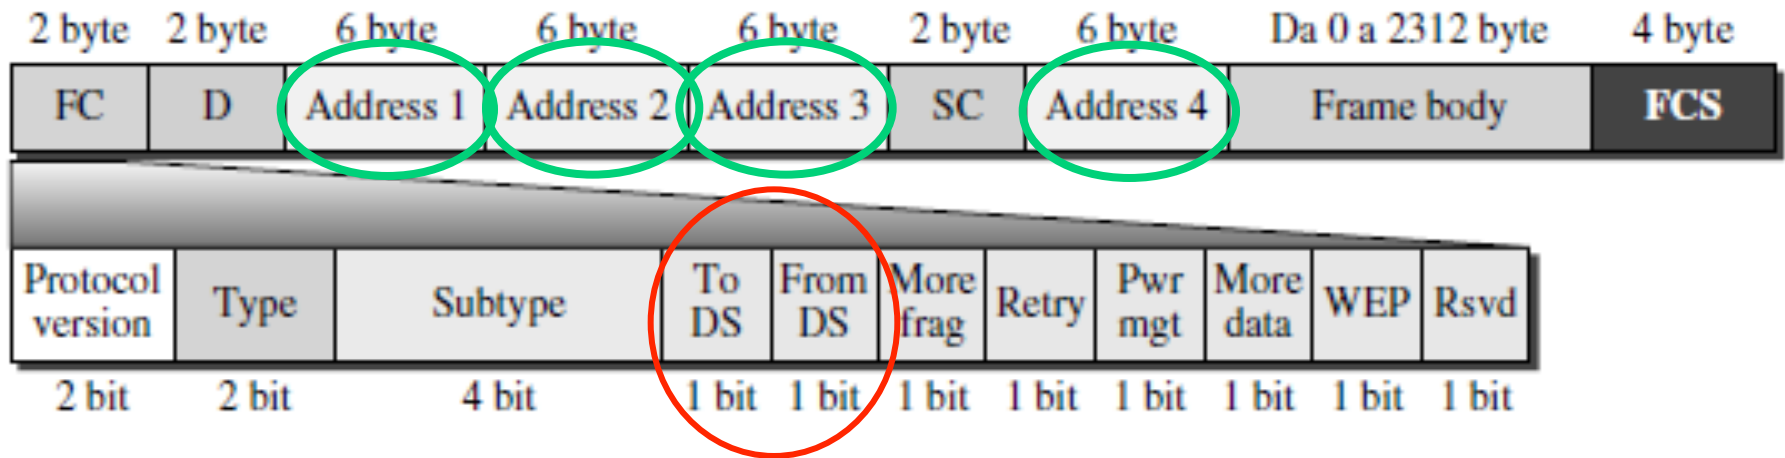 2 byte 2 byte 6 byte 6 byte 6 byte 2 byte 6 byte Da 0 a 2312 byte 4 byte
FC D Address 1 Address 2 Address 3 SC Address 4 Frame body FCS
Protocol version Type Subtype To DS From DS More frag Retry Pwr mgt More data WEP Rsvd
2 bit 2 bit 4 bit 1 bit 1 bit 1 bit 1 bit 1 bit 1 bit 1 bit 1 bit